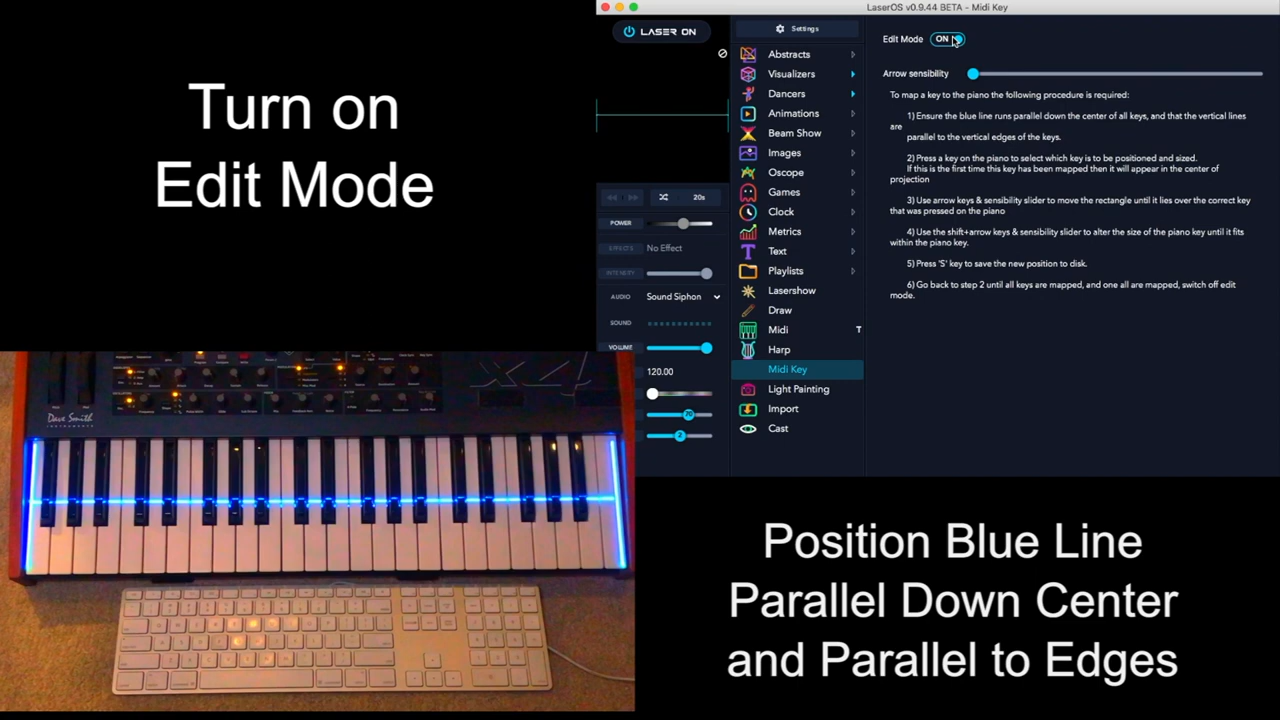 Turn on
Edit Mode
LaserOS v0.9.44 BETA - Midi Key
LASER ON
20s
POWER
EFFECTS
No Effect
INTENSITY
AUDIO
Sound Siphon
SOUND
VOLUME
120.00
70
2
Settings
Abstracts
Visualizers
Dancers
Animations
Beam Show
Images
Oscope
Games
Clock
Metrics
Text
Playlists
Lasershow
Draw
Midi
T
Harp
Midi Key
Light Painting
Import
Cast
Edit Mode
ON
Arrow sensibility
To map a key to the piano the following procedure is required:
1) Ensure the blue line runs parallel down the center of all keys, and that the vertical lines
are
parallel to the vertical edges of the keys.
2) Press a key on the piano to select which key is to be positioned and sized.
If this is the first time this key has been mapped then it will appear in the center of
projection
3) Use arrow keys & sensibility slider to move the rectangle until it lies over the correct key
that was pressed on the piano
4) Use the shift+arrow keys & sensibility slider to alter the size of the piano key until it fits
within the piano key.
5) Press 'S' key to save the new position to disk.
6) Go back to step 2 until all keys are mapped, and one all are mapped, switch off edit
mode.
Dave Smith
INSTRUMENTS
Position Blue Line
Parallel Down Center
and Parallel to Edges